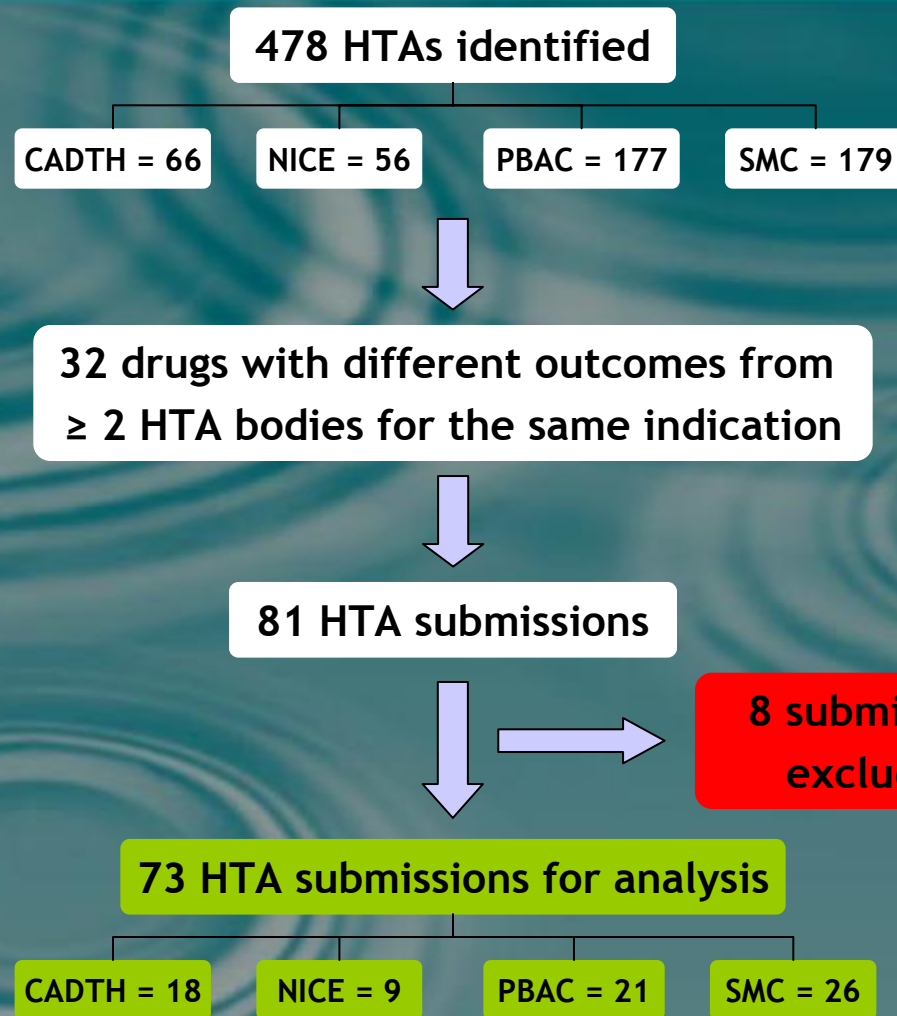 478 HTAs identified
CADTH = 66
NICE = 56
PBAC = 177
SMC = 179
32 drugs with different outcomes from
≥ 2 HTA bodies for the same indication
81 HTA submissions
8
73 HTA submissions for analysis
CADTH = 18
NICE = 9
PBAC = 21
SMC = 26